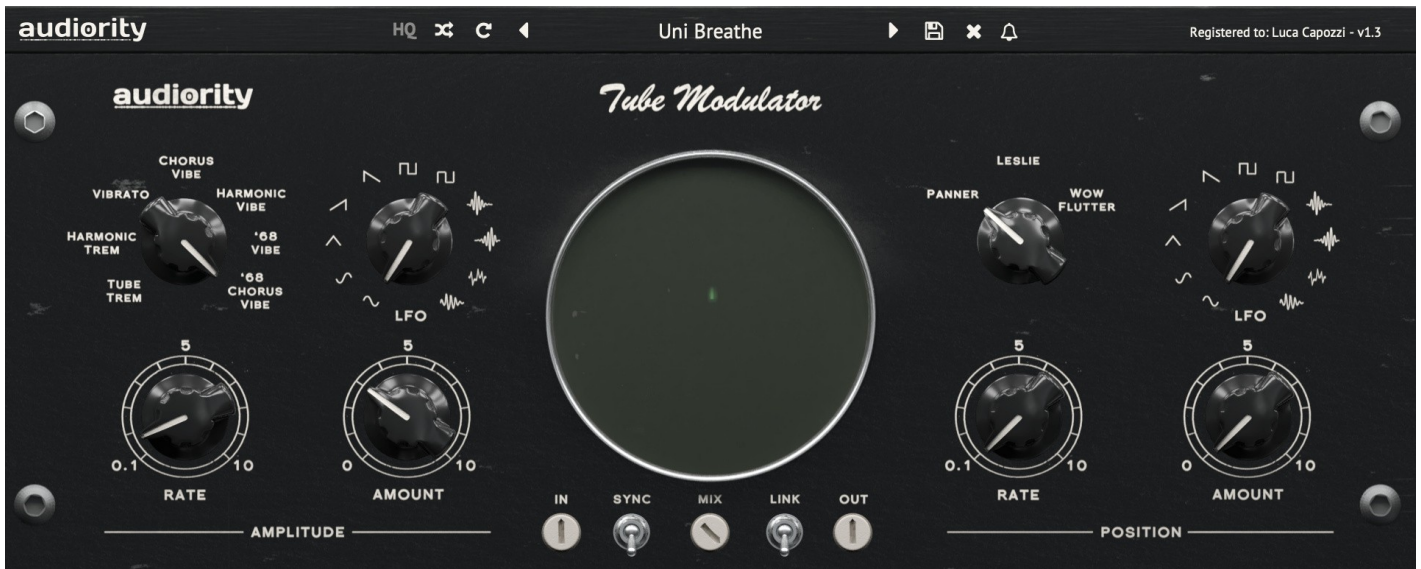 audiority
HQ
Uni Breathe
Registered to: Luca Capozzi - v1.3
audiority
Tube Modulator
CHORUS
VIBE
VIBRATO
HARMONIC
VIBE
HARMONIC
TREM
'68
VIBE
TUBE
TREM
'68
CHORUS
VIBE
LFO
LESLIE
PANNER
WOW
FLUTTER
LFO
5
0.1
10
RATE
5
0
10
AMOUNT
AMPLITUDE
IN
SYNC
MIX
LINK
OUT
5
0.1
10
RATE
5
0
10
AMOUNT
POSITION